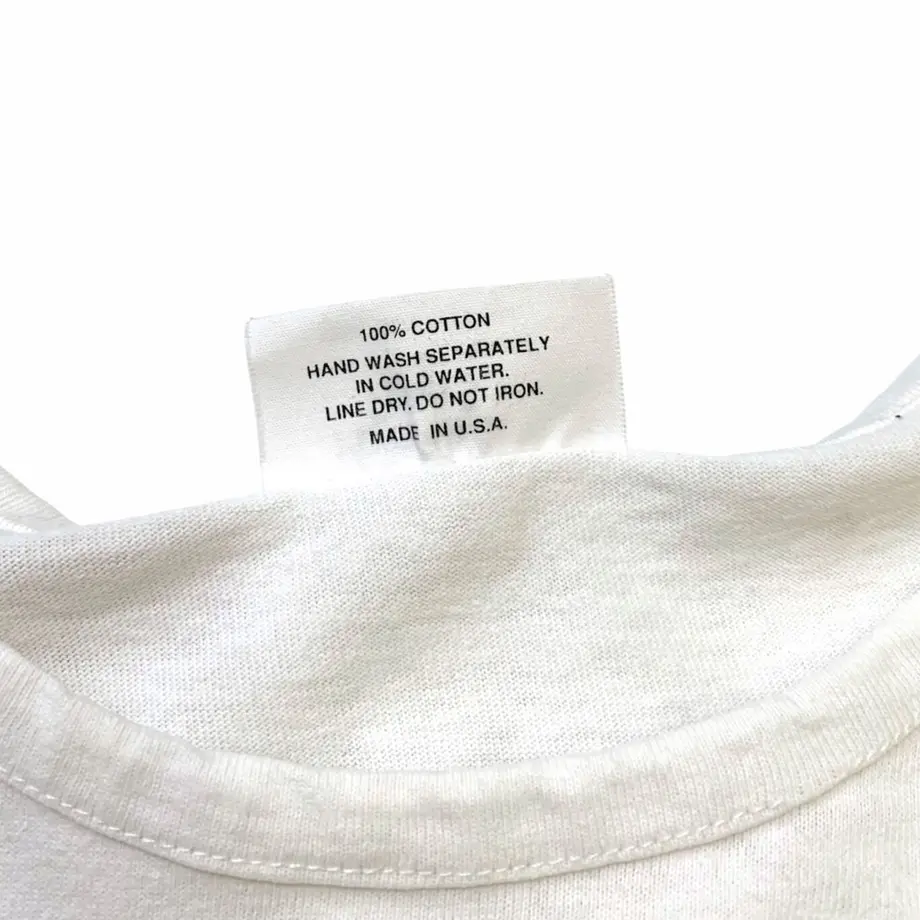 100% COTTON
HAND WASH SEPARATELY
IN COLD WATER.
LINE DRY. DO NOT IRON.
MADE IN U.S.A.